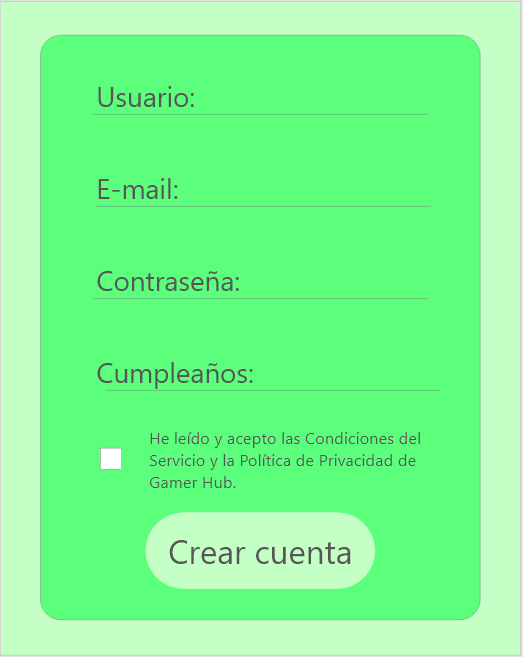 Usuario:
E-mail:
Contraseña:
Cumpleaños:
He leído y acepto las Condiciones del
Servicio y la Política de Privacidad de
Gamer Hub.
Crear cuenta